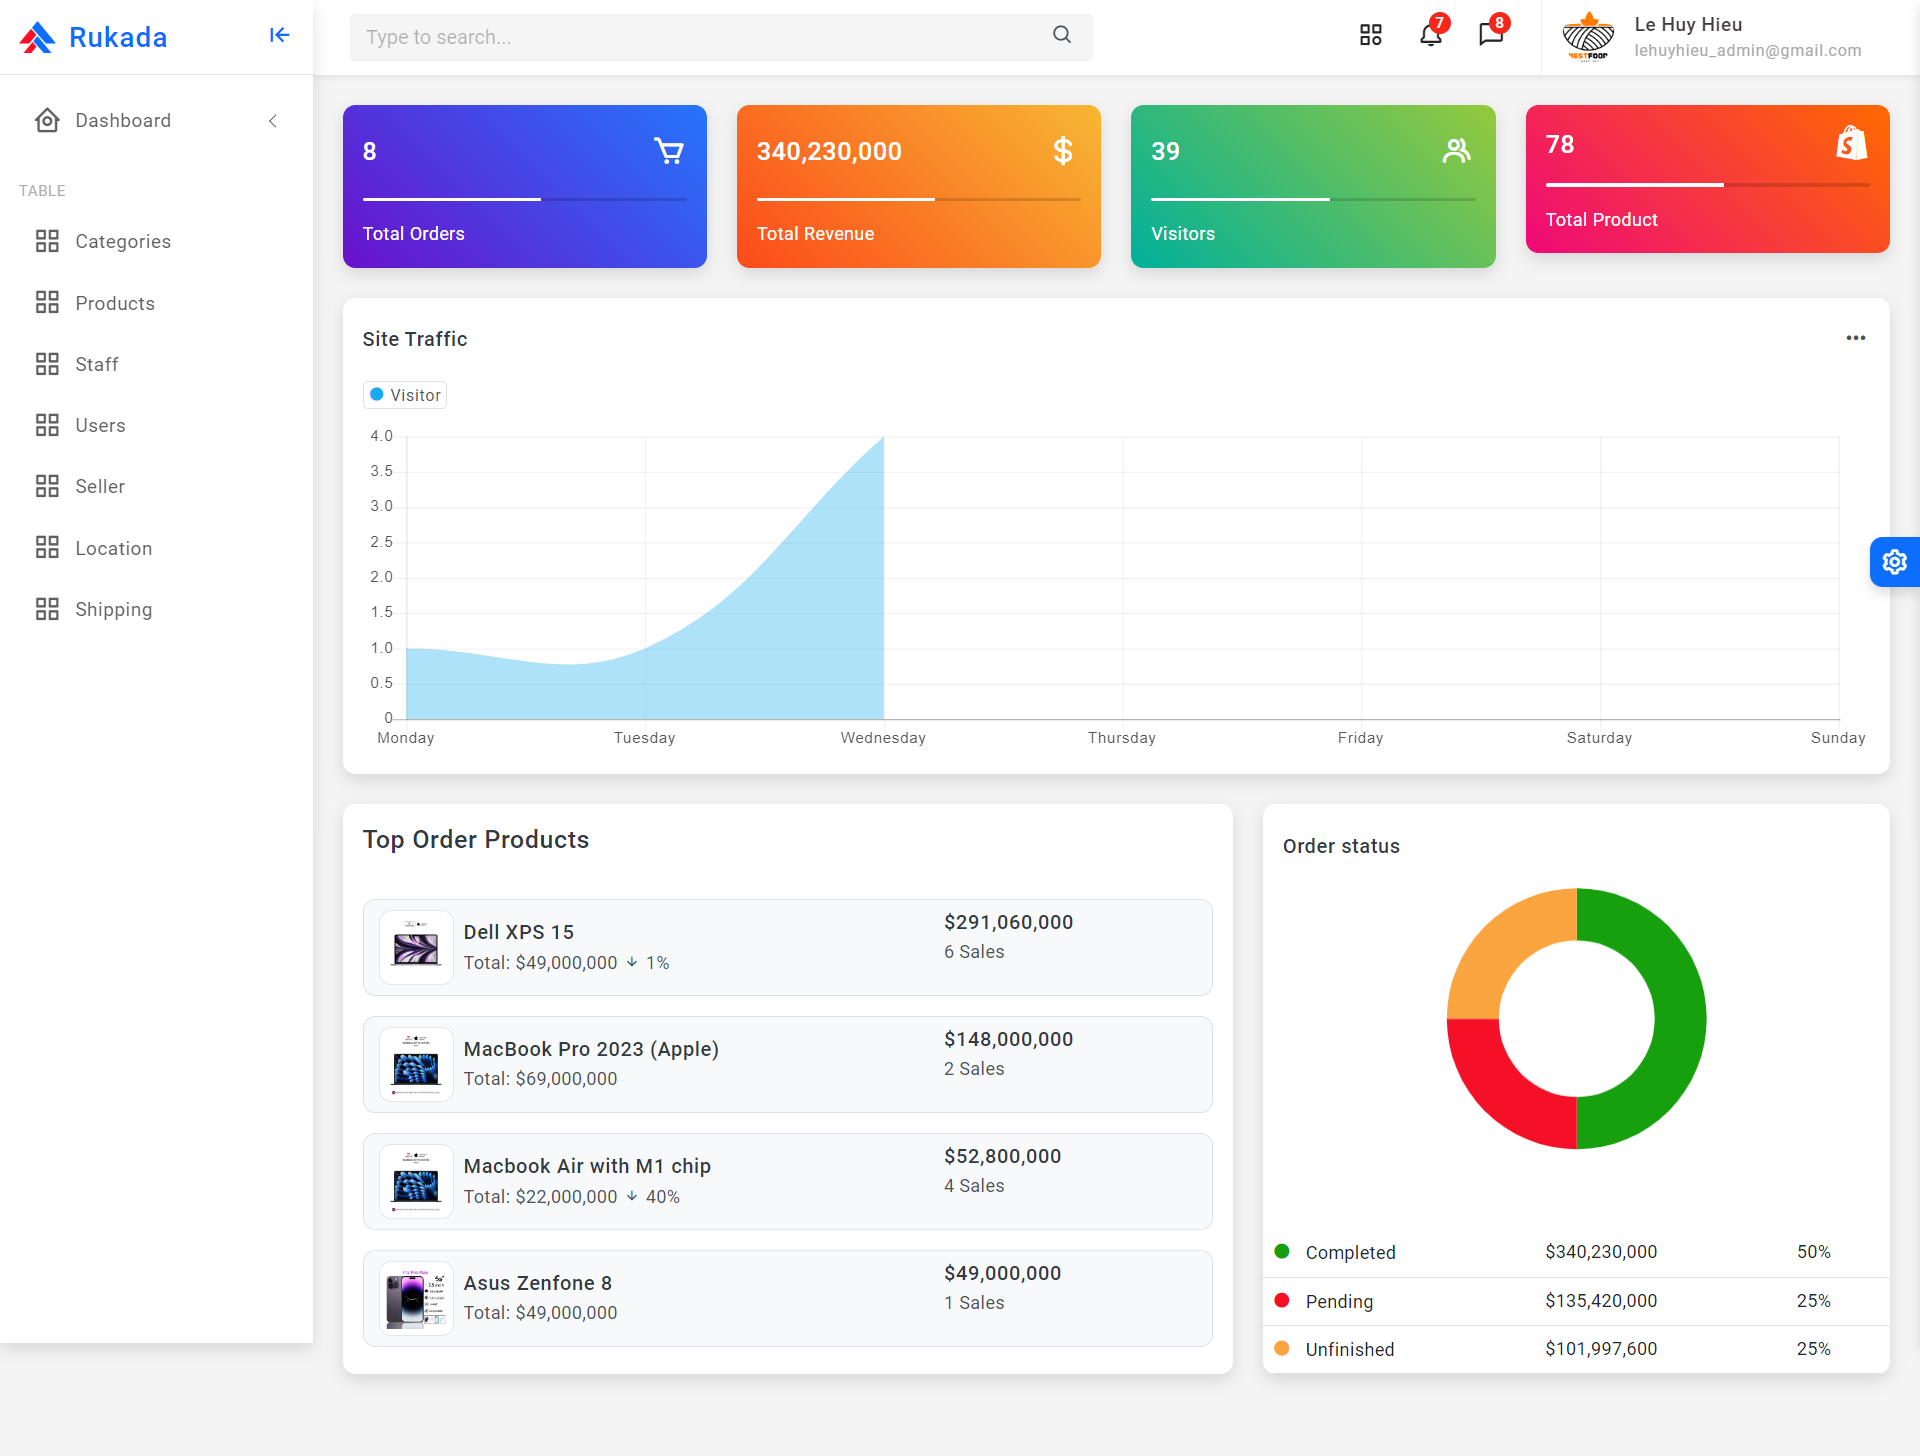 Rukada
Type to search...
7
8
Le Huy Hieu
lehuyhieu_admin@gmail.com
Dashboard
TABLE
Categories
Products
Staff
Users
Seller
Location
Shipping
8
Total Orders
340,230,000
Total Revenue
39
Visitors
78
Total Product
Site Traffic
Visitor
4.0
3.5
3.0
2.5
2.0
1.5
1.0
0.5
0
Monday Tuesday Wednesday Thursday Friday Saturday Sunday
Top Order Products
Dell XPS 15
Total: $49,000,000 1%
$291,060,000
6 Sales
MacBook Pro 2023 (Apple)
Total: $69,000,000
$148,000,000
2 Sales
Macbook Air with M1 chip
Total: $22,000,000 40%
$52,800,000
4 Sales
Asus Zenfone 8
Total: $49,000,000
$49,000,000
1 Sales
Order status
Completed $340,230,000 50%
Pending $135,420,000 25%
Unfinished $101,997,600 25%